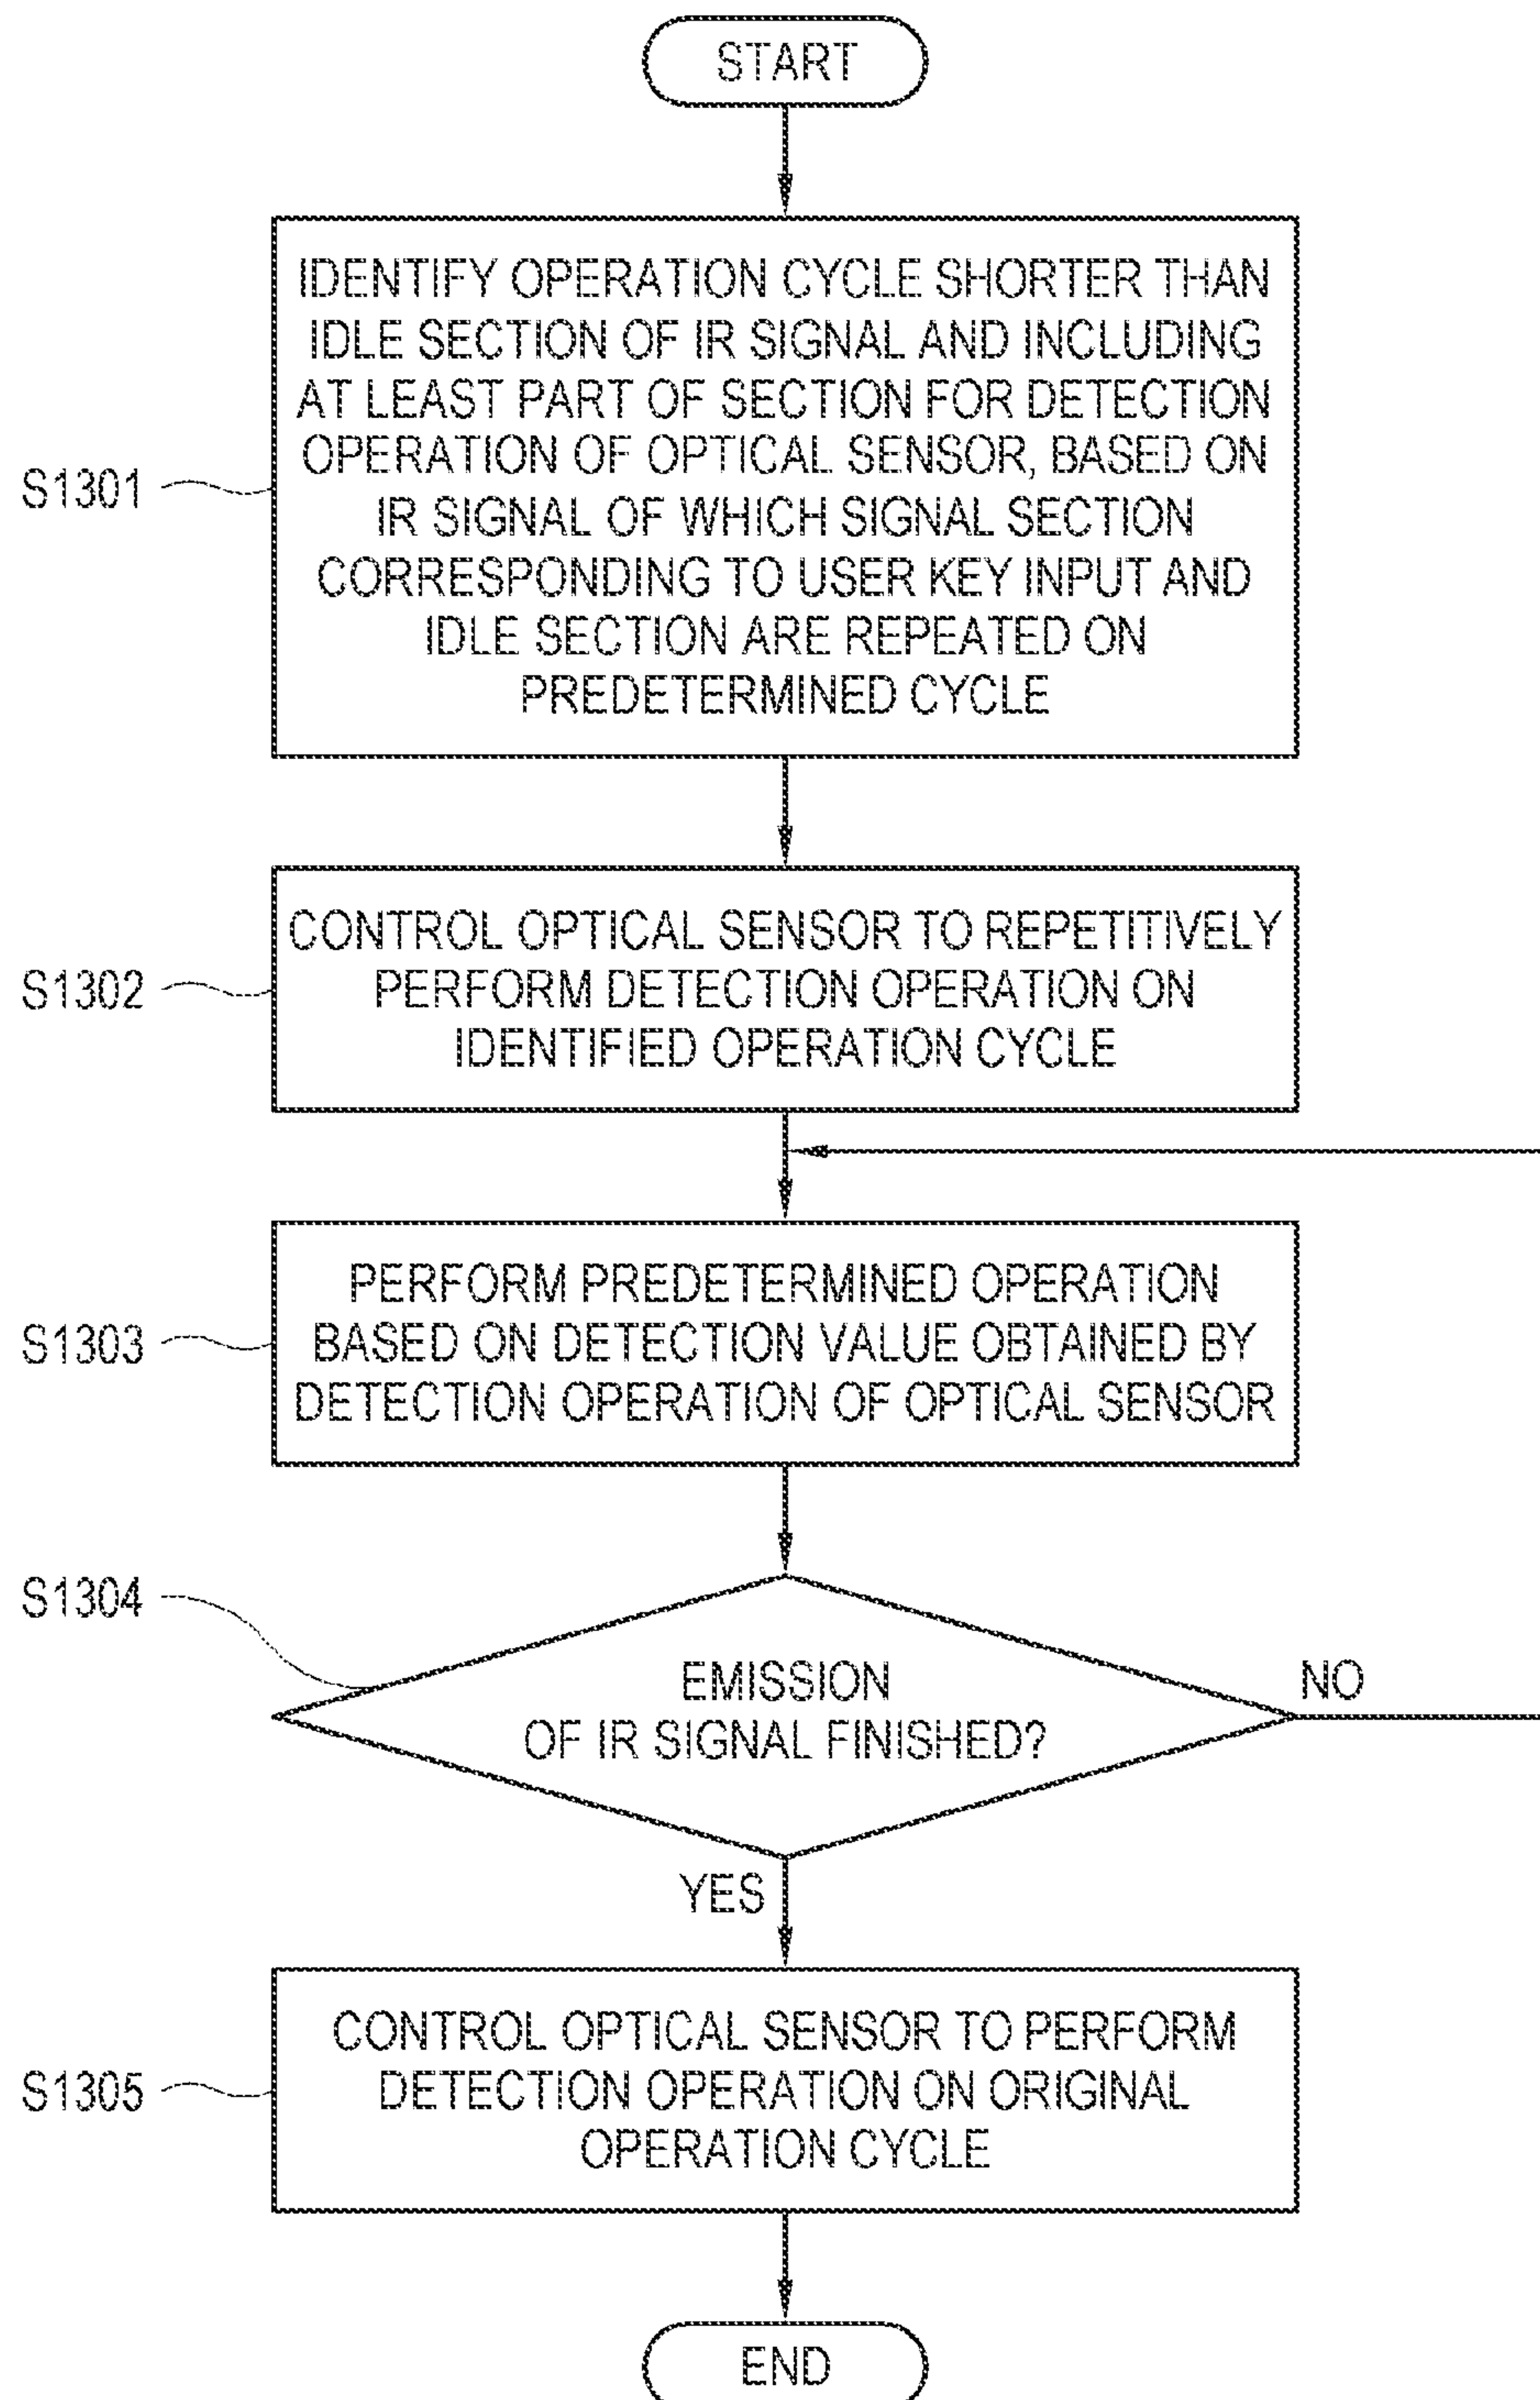 START
IDENTIFY OPERATION CYCLE SHORTER THAN
IDLE SECTION OF IR SIGNAL AND INCLUDING
AT LEAST PART OF SECTION FOR DETECTION
OPERATION OF OPTICAL SENSOR, BASED ON
IR SIGNAL OF WHICH SIGNAL SECTION
CORRESPONDING TO USER KEY INPUT AND
IDLE SECTION ARE REPEATED ON
PREDETERMINED CYCLE
S1301
CONTROL OPTICAL SENSOR TO REPETITIVELY
PERFORM DETECTION OPERATION ON
IDENTIFIED OPERATION CYCLE
S1302
PERFORM PREDETERMINED OPERATION
BASED ON DETECTION VALUE OBTAINED BY
DETECTION OPERATION OF OPTICAL SENSOR
S1303
S1304
EMISSION
OF IR SIGNAL FINISHED?
NO
YES
CONTROL OPTICAL SENSOR TO PERFORM
DETECTION OPERATION ON ORIGINAL
OPERATION CYCLE
S1305
END